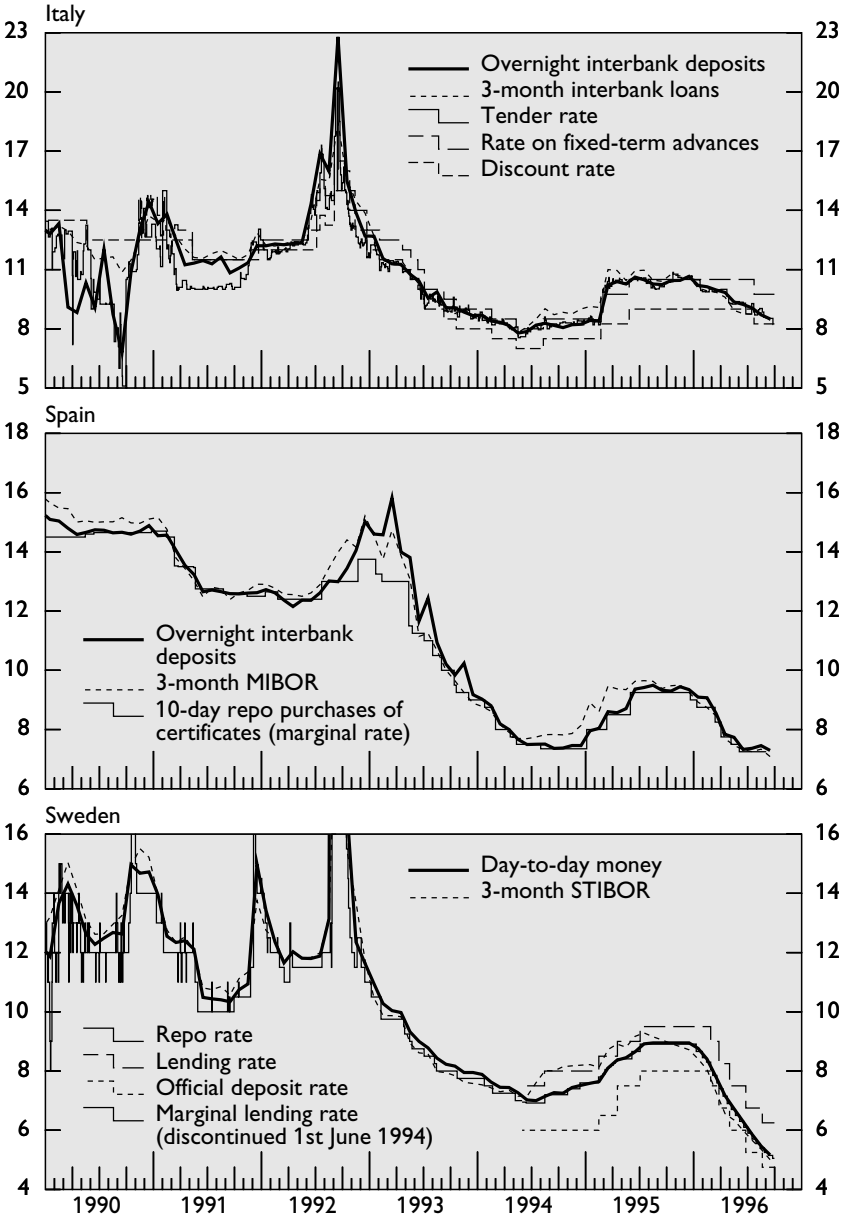 Italy
23 23
Overnight interbank deposits
3-month interbank loans
20 20
Tender rate
Rate on fixed-term advances
17 17
Discount rate
14 14
11 11
8 8
5 5
Spain
18 18
16 16
14 14
12 12
Overnight interbank
deposits
10 10
3-month MIBOR
10-day repo purchases of
certificates (marginal rate)
8 8
6 6
Sweden
16 16
Day-to-day money
3-month STIBOR
14 14
12 12
10 10
Repo rate
Lending rate
8 8
Official deposit rate
Marginal lending rate
(discontinued 1st June 1994)
6 6
4 4
1990 1991 1992 1993 1994 1995 1996